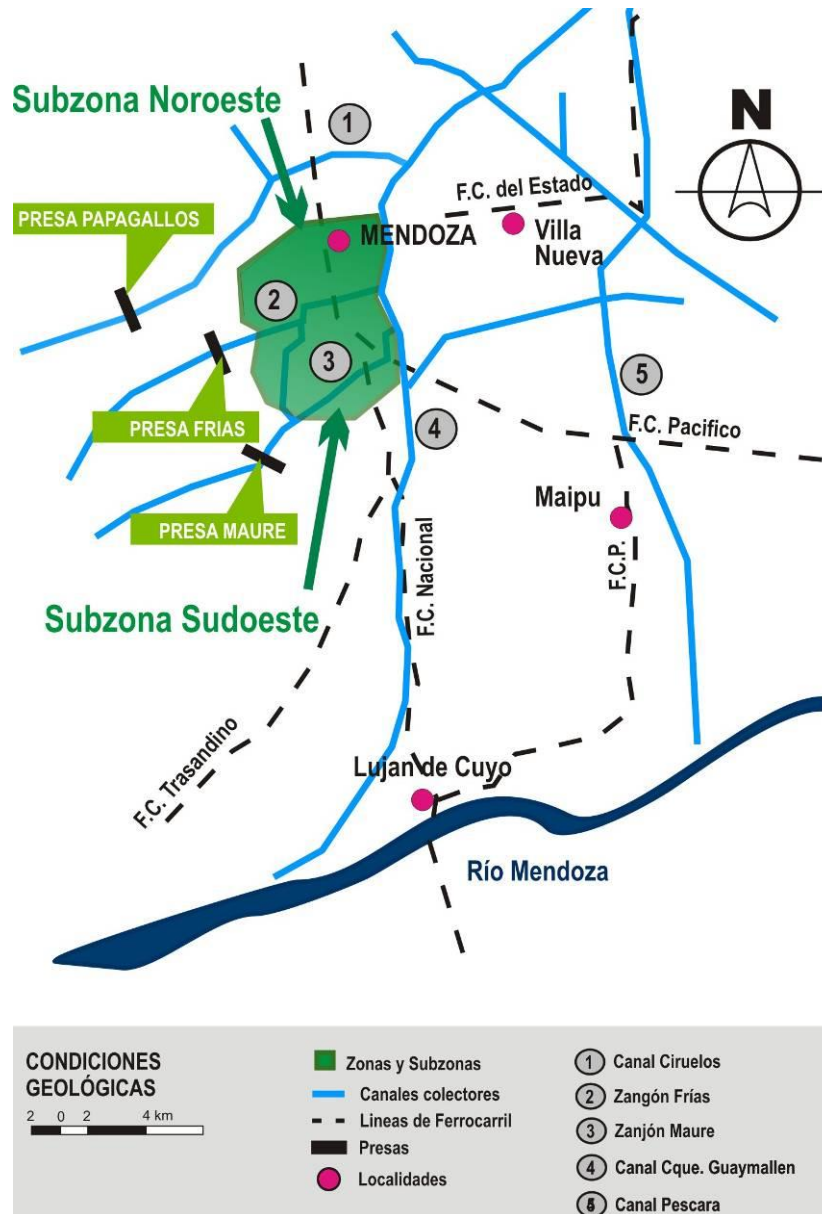 Subzona Noroeste
1
N
F.C. del Estado
PRESA PAPAGALLOS
MENDOZA
Villa
Nueva
2
3
5
PRESA FRIAS
4
F.C. Pacifico
Maipu
PRESA MAURE
F.C. Nacional
F.C.P.
Subzona Sudoeste
F.C. Trasandino
Lujan de Cuyo
Río Mendoza
CONDICIONES
GEOLÓGICAS
2 0 2 4 km
Zonas y Subzonas
Canales colectores
Lineas de Ferrocarril
Presas
Localidades
1 Canal Ciruelos
2 Zangón Frías
3 Zanjón Maure
4 Canal Cque. Guaymallen
5 Canal Pescara